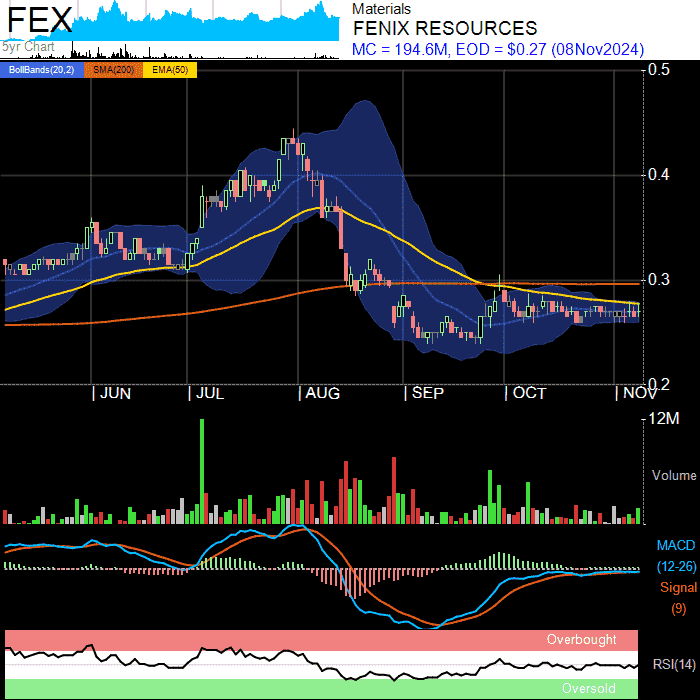 FEX
5yr Chart
Materials
FENIX RESOURCES
MC = 194.6M, EOD = $0.27 (08Nov2024)
BollBands(20,2) SMA(200) EMA(50)
0.5
0.4
0.3
0.2
JUN JUL AUG SEP OCT NOV
12M
Volume
MACD
(12-26)
Signal
(9)
Overbought
RSI(14)
Oversold